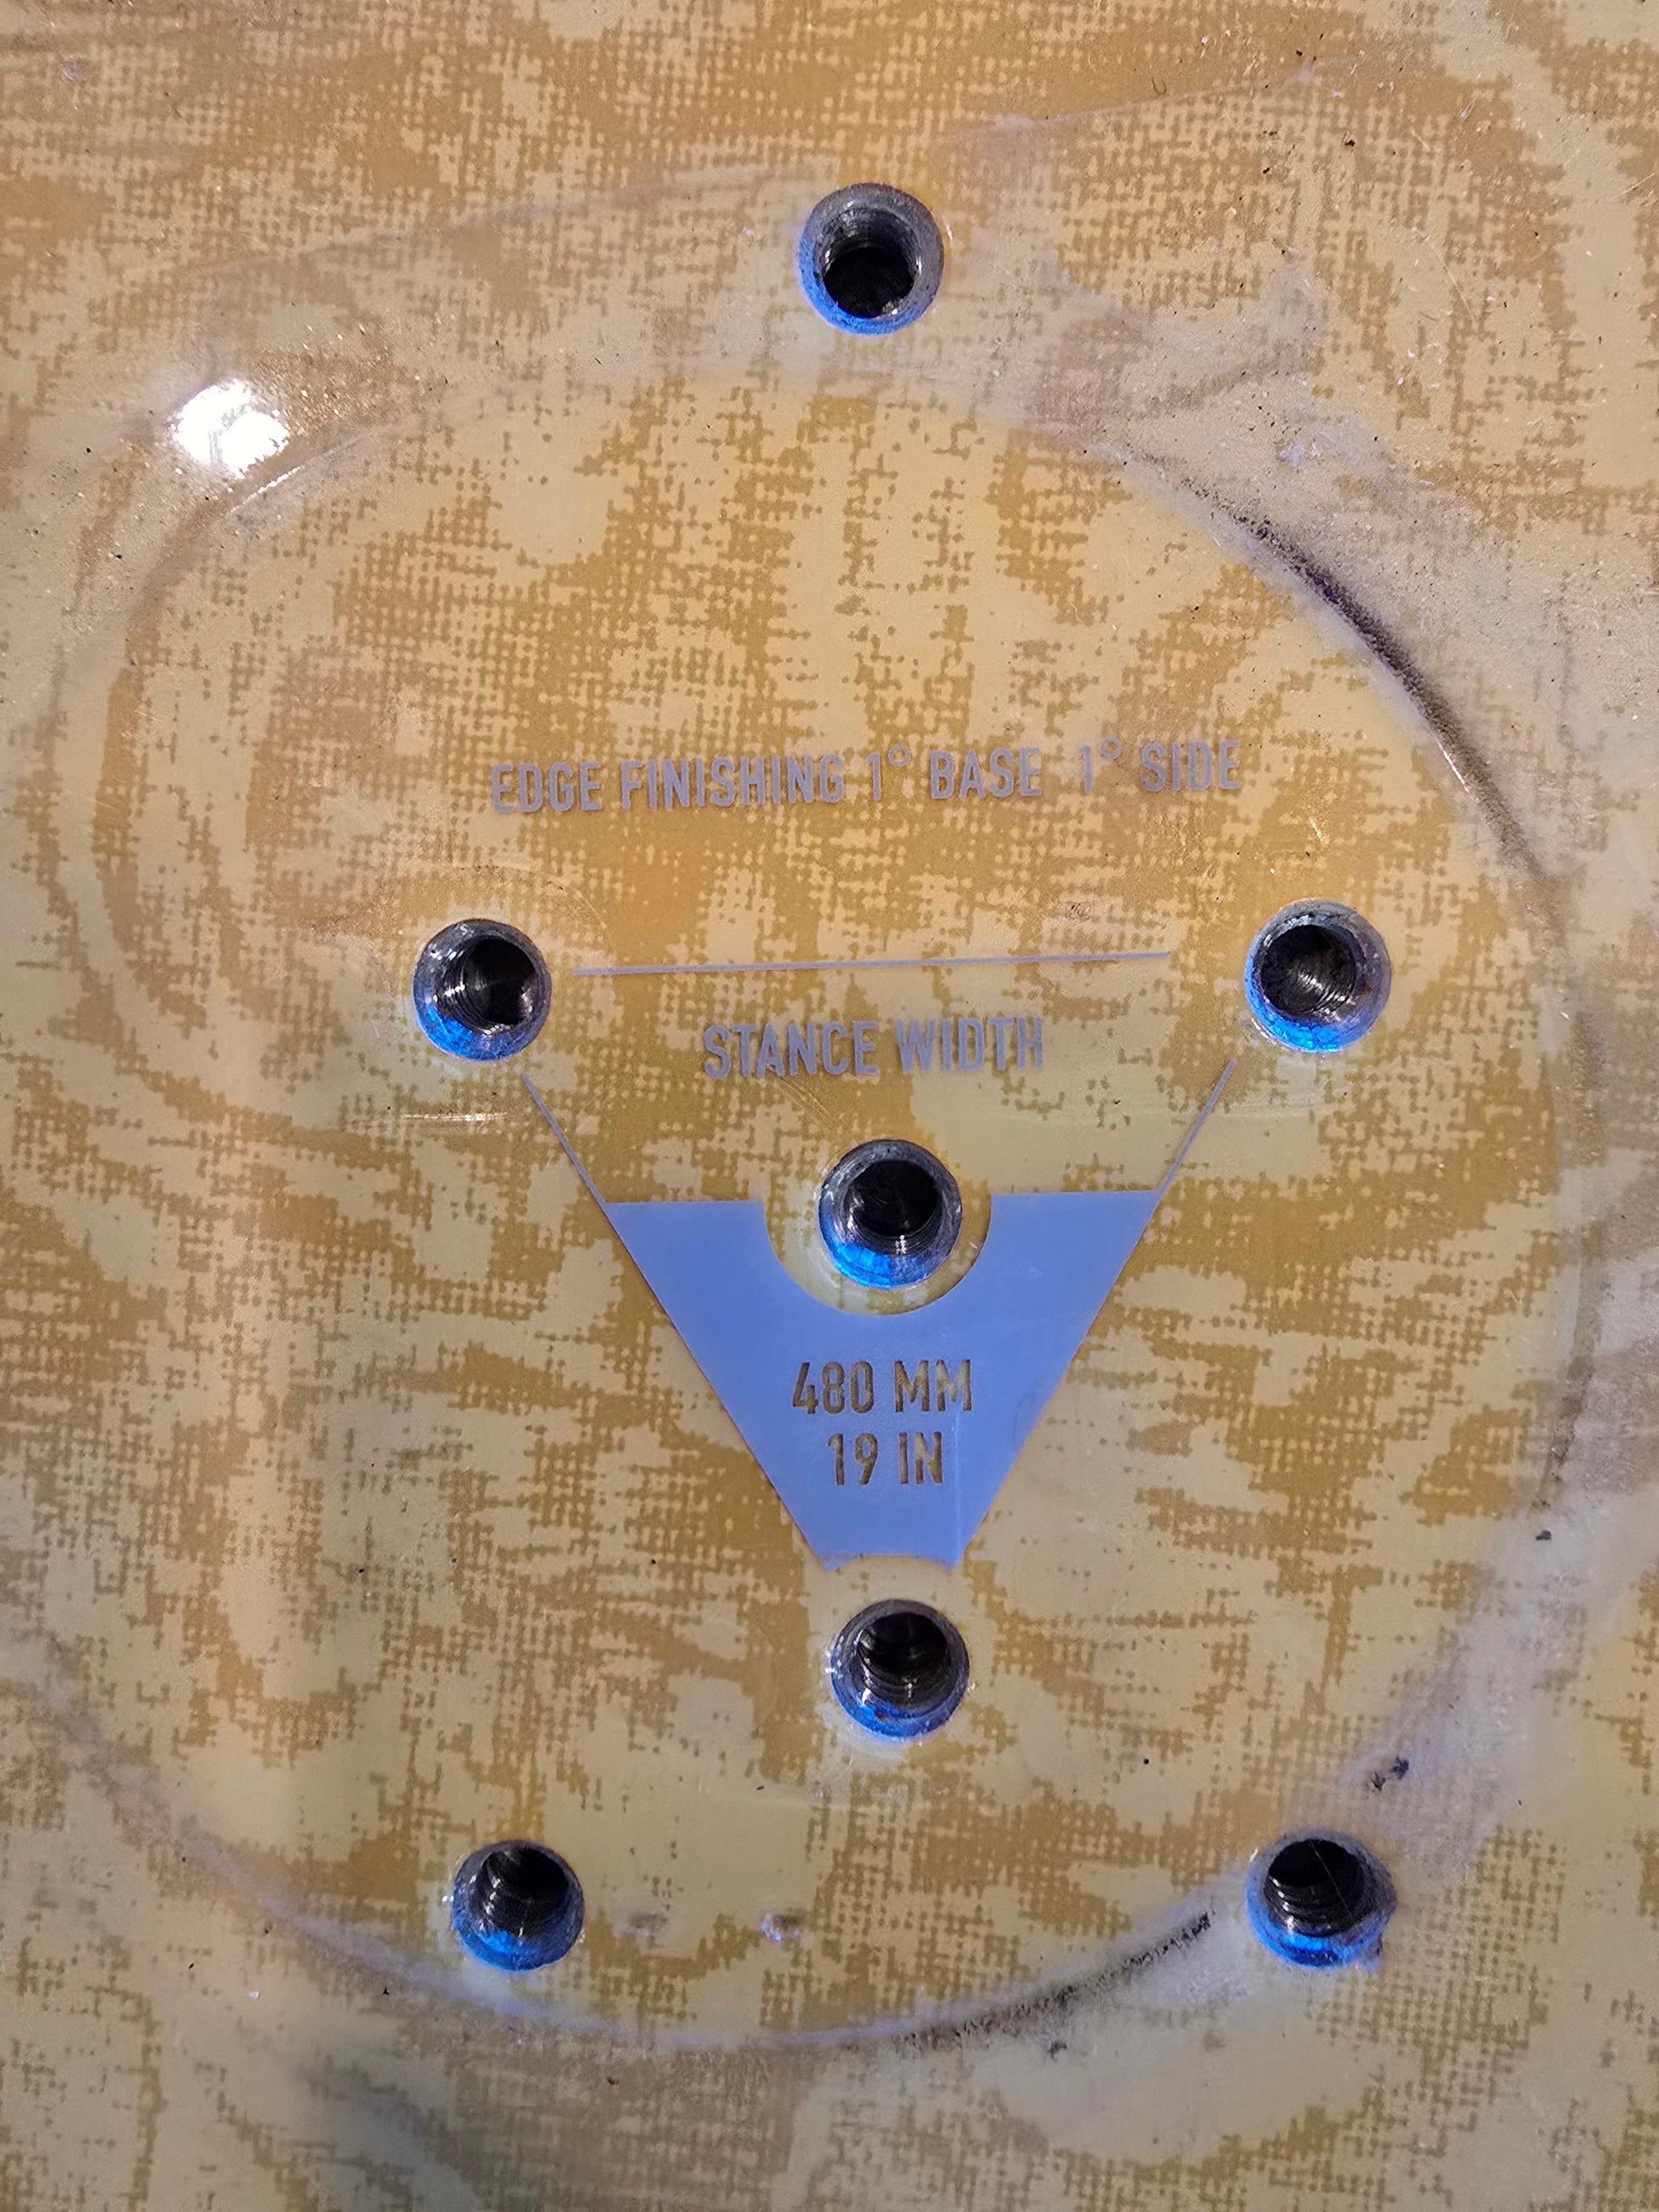 EDGE FINISHING 1° BASE 1° SIDE
STANCE WIDTH
480 MM
19 IN